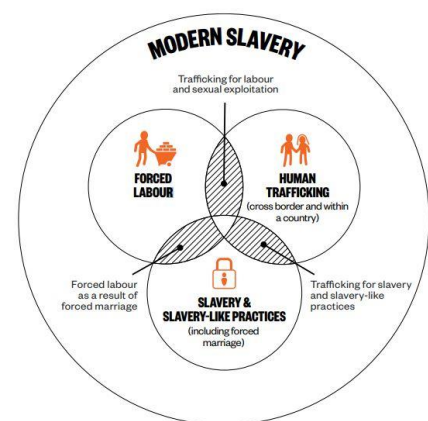 MODERN SLAVERY
Trafficking for labour
and sexual exploitation
FORCED
LABOUR
HUMAN
TRAFFICKING
(cross border and within
a country)
Forced labour
as a result of
forced marriage
SLAVERY &
SLAVERY-LIKE PRACTICES
(including forced
marriage)
Trafficking for slavery
and slavery-like
practices